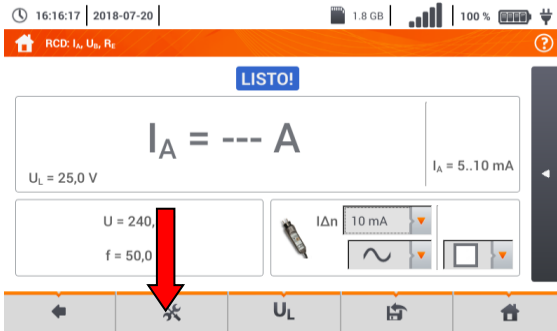 16:16:17 2018-07-20 1.8 GB 100 %
RCD: IA, UB, RE ?
LISTO!
IA = --- A
UL = 25,0 V
IA = 5..10 mA
U = 240,
f = 50,0
IΔn 10 mA
UL